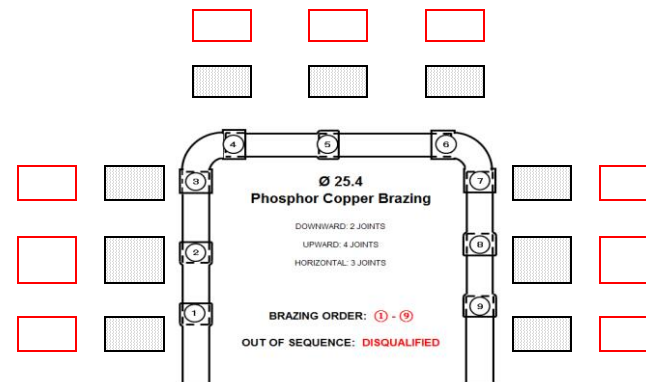 4 5 6
3 7
Ø 25.4
Phosphor Copper Brazing
DOWNWARD: 2 JOINTS
UPWARD: 4 JOINTS
2 8
HORIZONTAL: 3 JOINTS
1 9
BRAZING ORDER: ① - ⑨
OUT OF SEQUENCE: DISQUALIFIED